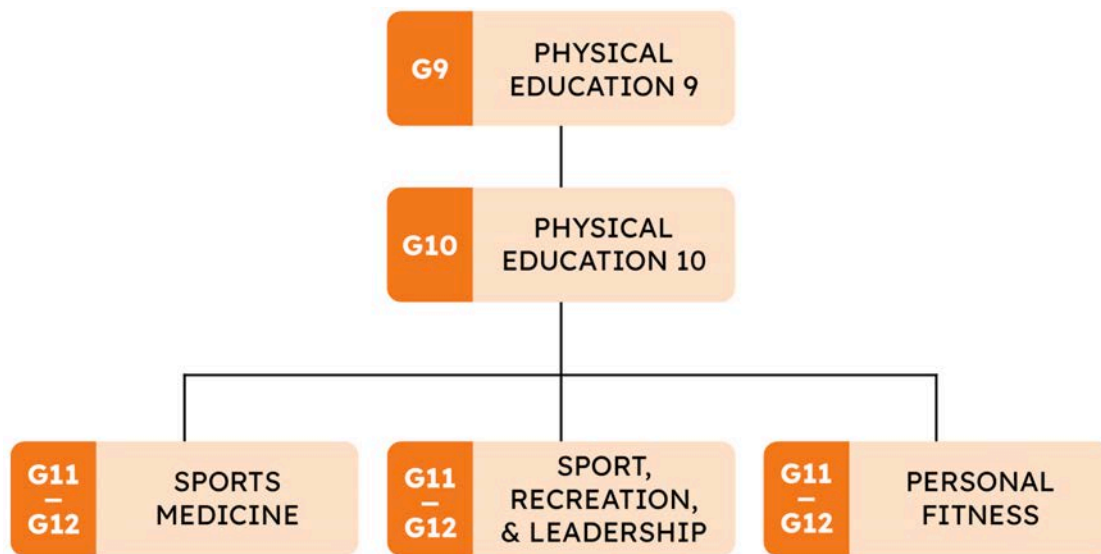 G9
PHYSICAL
EDUCATION 9
G10
PHYSICAL
EDUCATION 10
G11
—
G12
SPORTS
MEDICINE
G11
—
G12
SPORT,
RECREATION,
& LEADERSHIP
G11
—
G12
PERSONAL
FITNESS